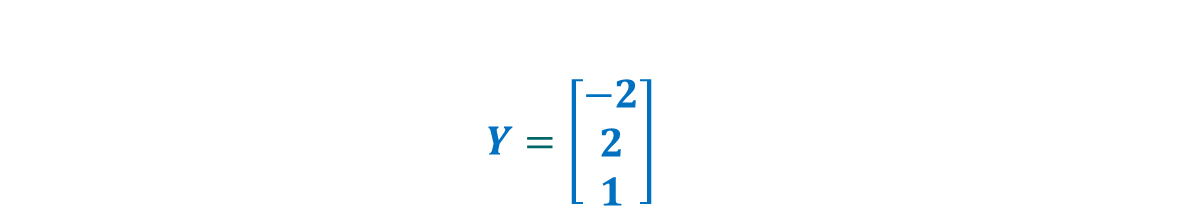 Y = [−2
2
1]